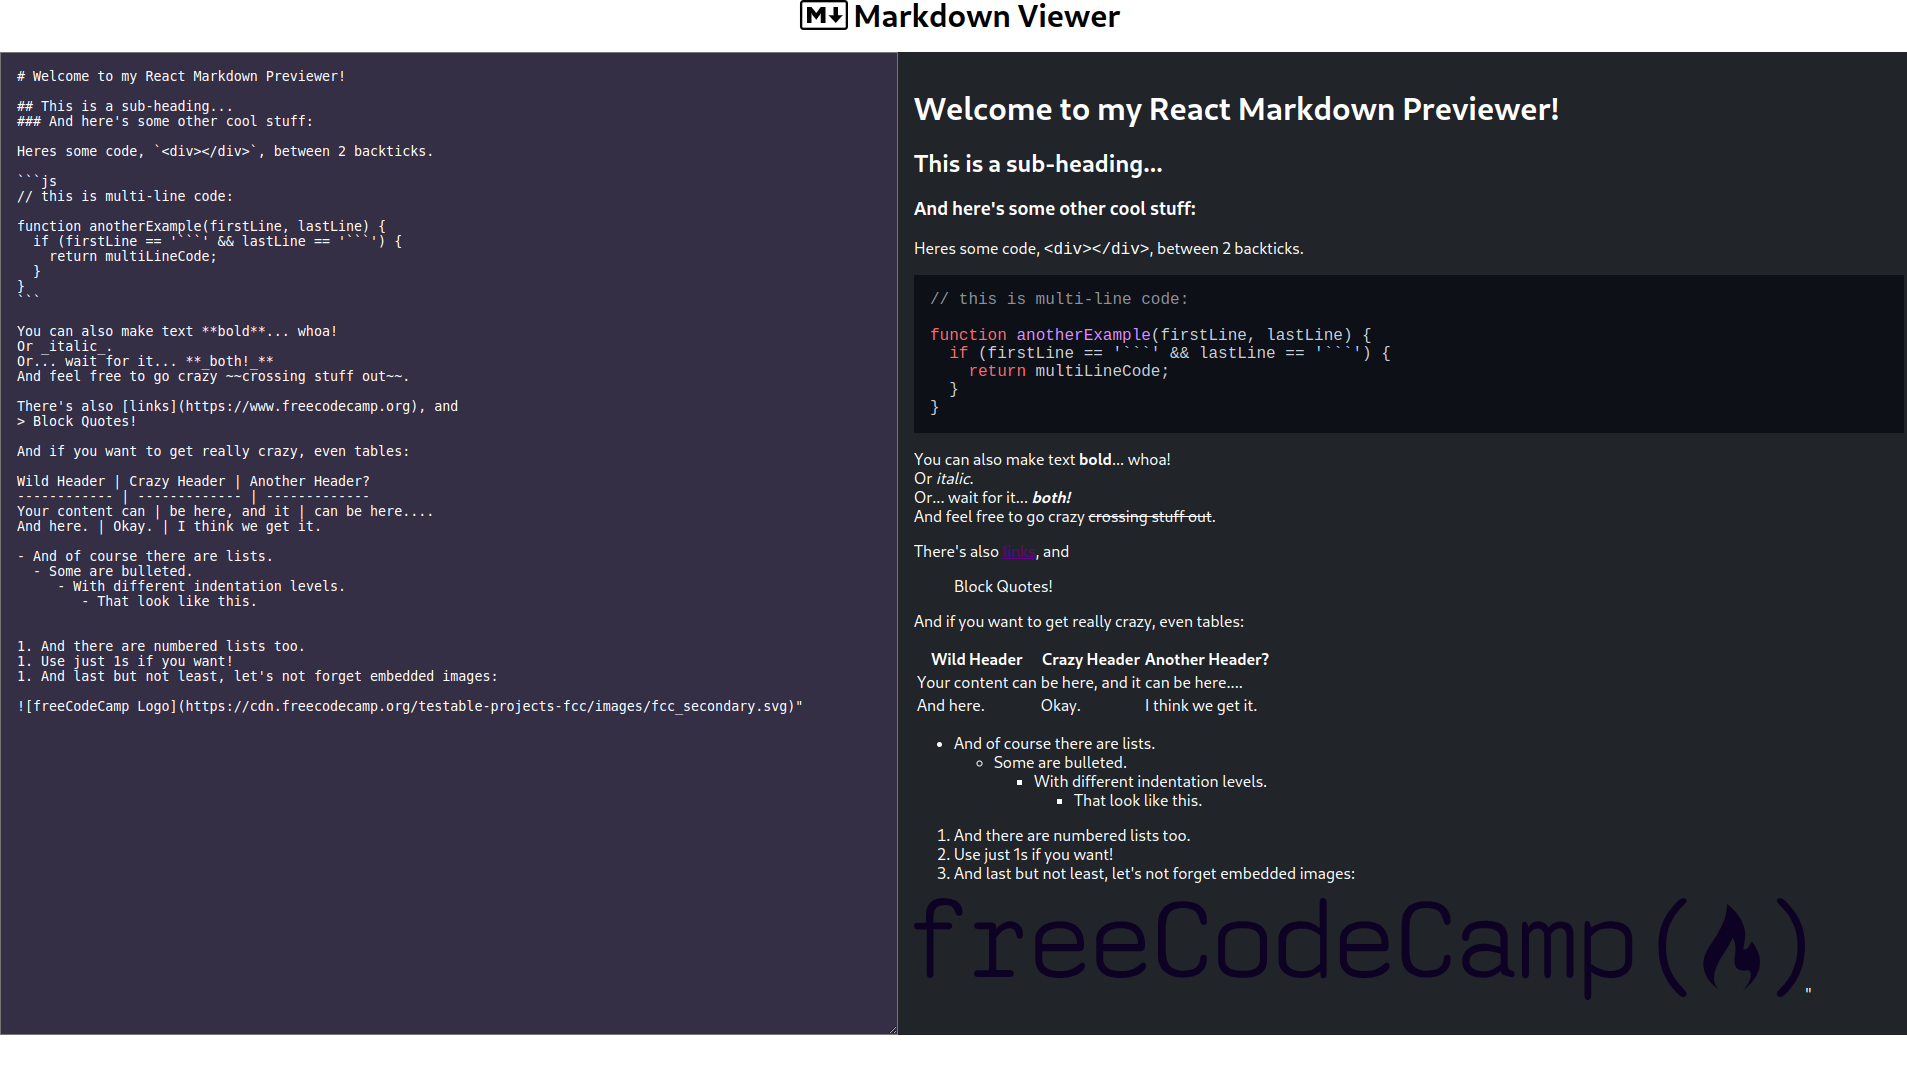 Markdown Viewer
# Welcome to my React Markdown Previewer!
## This is a sub-heading...
### And here's some other cool stuff:
Heres some code, `<div></div>`, between 2 backticks.
```js
// this is multi-line code:
function anotherExample(firstLine, lastLine) {
  if (firstLine == '```' && lastLine == '```') {
    return multiLineCode;
  }
}
```
You can also make text **bold**... whoa!
Or _italic_.
Or... wait for it... **_both!_**
And feel free to go crazy ~~crossing stuff out~~.
There's also [links](https://www.freecodecamp.org), and
> Block Quotes!
And if you want to get really crazy, even tables:
Wild Header | Crazy Header | Another Header?
------------ | ------------- | -------------
Your content can | be here, and it | can be here....
And here. | Okay. | I think we get it.
- And of course there are lists.
  - Some are bulleted.
     - With different indentation levels.
        - That look like this.
1. And there are numbered lists too.
1. Use just 1s if you want!
1. And last but not least, let's not forget embedded images:
![freeCodeCamp Logo](https://cdn.freecodecamp.org/testable-projects-fcc/images/fcc_secondary.svg)"
Welcome to my React Markdown Previewer!
This is a sub-heading...
And here's some other cool stuff:
Heres some code, <div></div>, between 2 backticks.
// this is multi-line code:
function anotherExample(firstLine, lastLine) {
  if (firstLine == '```' && lastLine == '```') {
    return multiLineCode;
  }
}
You can also make text bold... whoa!
Or italic.
Or... wait for it... both!
And feel free to go crazy crossing stuff out.
There's also links, and
Block Quotes!
And if you want to get really crazy, even tables:
Wild Header Crazy Header Another Header?
Your content can be here, and it can be here....
And here. Okay. I think we get it.
• And of course there are lists.
◦ Some are bulleted.
▪ With different indentation levels.
▪ That look like this.
1. And there are numbered lists too.
2. Use just 1s if you want!
3. And last but not least, let's not forget embedded images:
freeCodeCamp( ) "